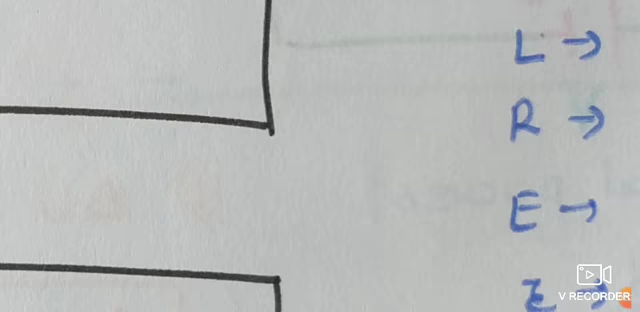 L →
R →
E →
V RECORDER